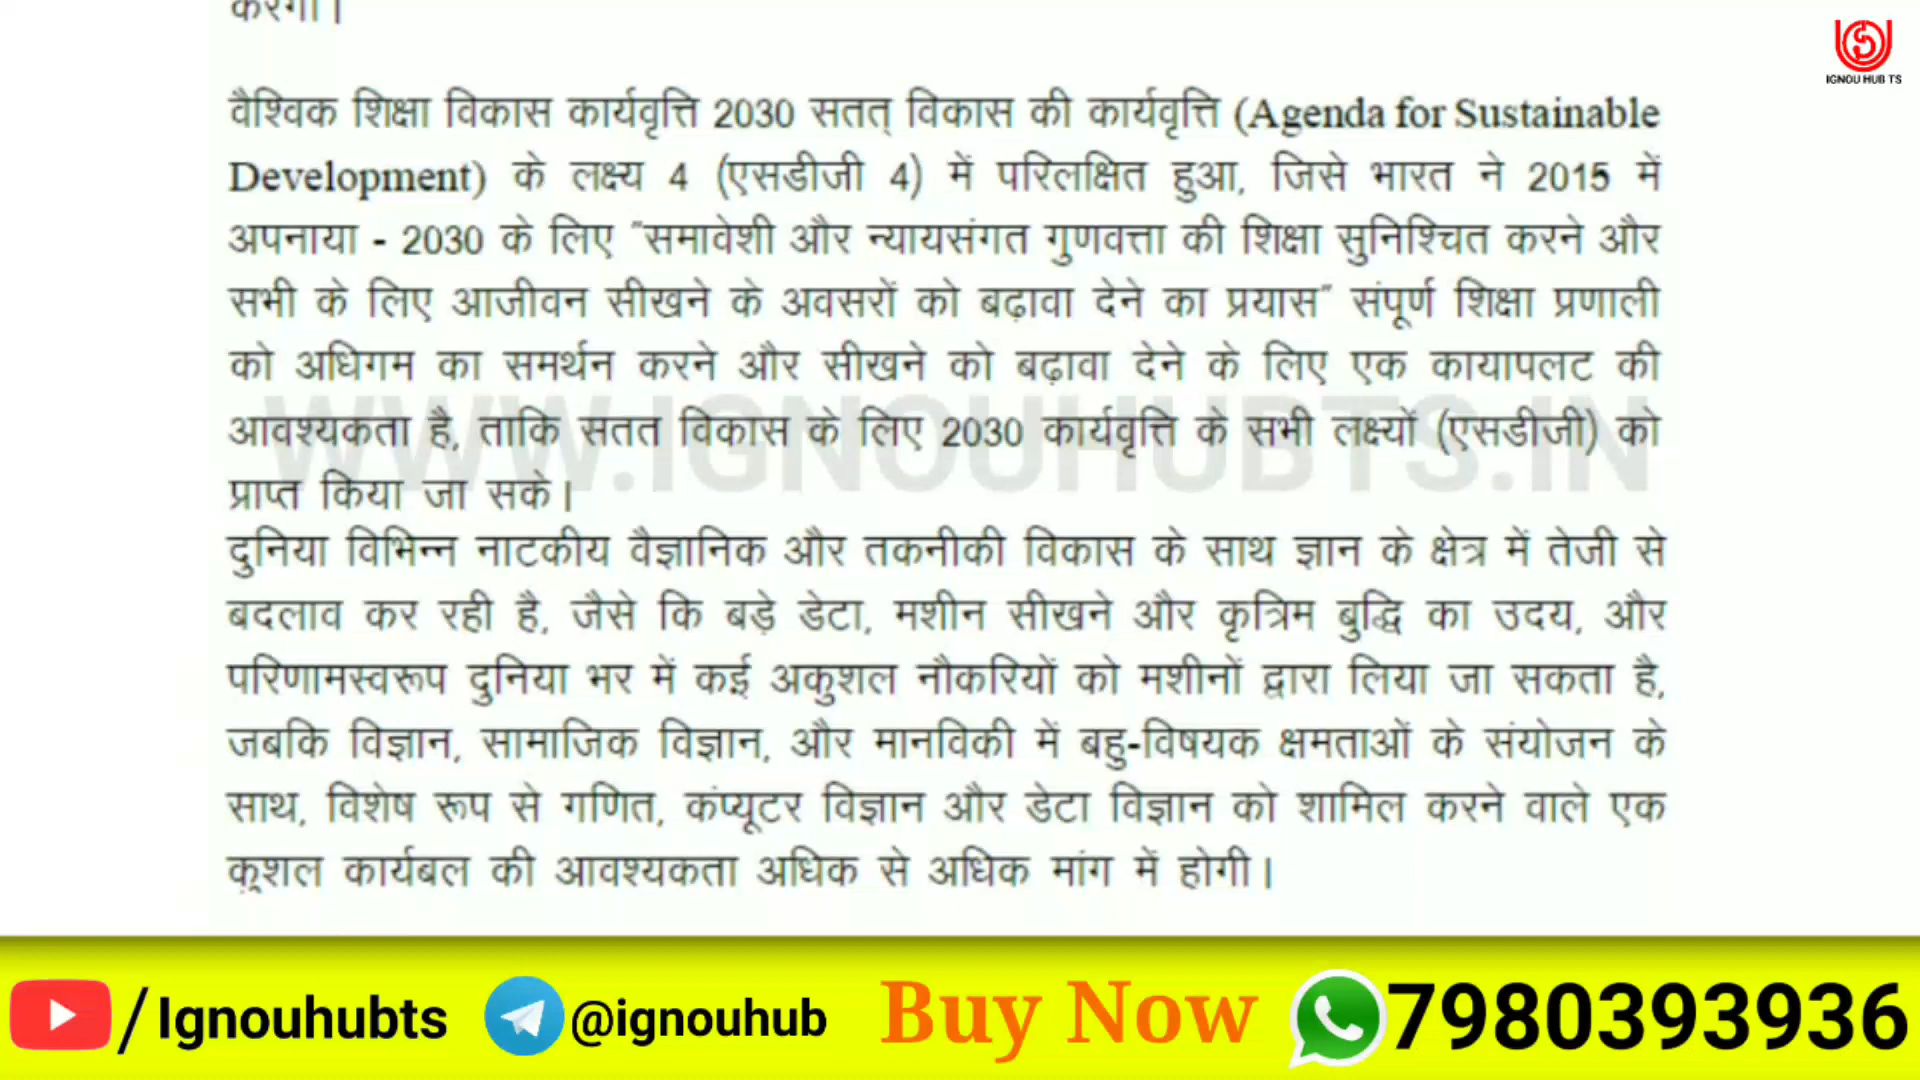 करेगी।
IGNOU HUB TS
वैश्विक शिक्षा विकास कार्यवृत्ति 2030 सतत् विकास की कार्यवृत्ति (Agenda for Sustainable
Development) के लक्ष्य 4 (एसडीजी 4) में परिलक्षित हुआ, जिसे भारत ने 2015 में
अपनाया - 2030 के लिए "समावेशी और न्यायसंगत गुणवत्ता की शिक्षा सुनिश्चित करने और
सभी के लिए आजीवन सीखने के अवसरों को बढ़ावा देने का प्रयास" संपूर्ण शिक्षा प्रणाली
को अधिगम का समर्थन करने और सीखने को बढ़ावा देने के लिए एक कायापलट की
आवश्यकता है, ताकि सतत विकास के लिए 2030 कार्यवृत्ति के सभी लक्ष्यों (एसडीजी) को
WWW.IGNOUHUBTS.IN
प्राप्त किया जा सके।
दुनिया विभिन्न नाटकीय वैज्ञानिक और तकनीकी विकास के साथ ज्ञान के क्षेत्र में तेजी से
बदलाव कर रही है, जैसे कि बड़े डेटा, मशीन सीखने और कृत्रिम बुद्धि का उदय, और
परिणामस्वरूप दुनिया भर में कई अकुशल नौकरियों को मशीनों द्वारा लिया जा सकता है,
जबकि विज्ञान, सामाजिक विज्ञान, और मानविकी में बहु-विषयक क्षमताओं के संयोजन के
साथ, विशेष रूप से गणित, कंप्यूटर विज्ञान और डेटा विज्ञान को शामिल करने वाले एक
कुशल कार्यबल की आवश्यकता अधिक से अधिक मांग में होगी।
/Ignouhubts @ignouhub Buy Now 7980393936